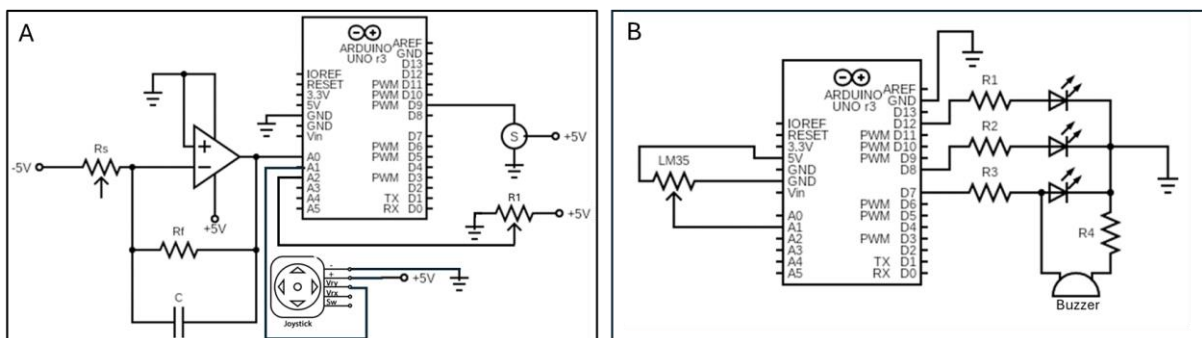 A
ARDUINO
UNO r3
IOREF
RESET
3.3V
5V
GND
GND
Vin
A0
A1
A2
A3
A4
A5
AREF
GND
D13
D12
PWM D11
PWM D10
PWM D9
D8
D7
PWM D6
PWM D5
D4
PWM D3
D2
TX D1
RX D0
-5V
Rs
+5V
Rf
C
S
+5V
R1
+5V
-
+
Vry
Vrx
Sw
+5V
Joystick
B
ARDUINO
UNO r3
IOREF
RESET
3.3V
5V
GND
GND
Vin
A0
A1
A2
A3
A4
A5
AREF
GND
D13
D12
PWM D11
PWM D10
PWM D9
D8
D7
PWM D6
PWM D5
D4
PWM D3
D2
TX D1
RX D0
LM35
R1
R2
R3
R4
Buzzer